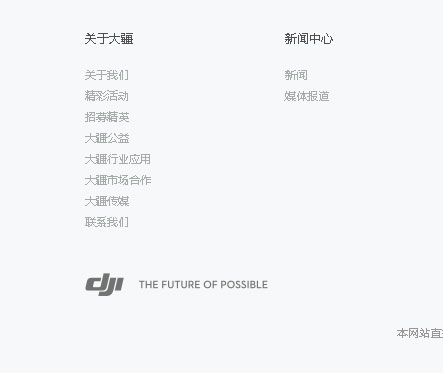 关于大疆
关于我们
精彩活动
招募精英
大疆公益
大疆行业应用
大疆市场合作
大疆传媒
联系我们
新闻中心
新闻
媒体报道
dji THE FUTURE OF POSSIBLE
本网站直